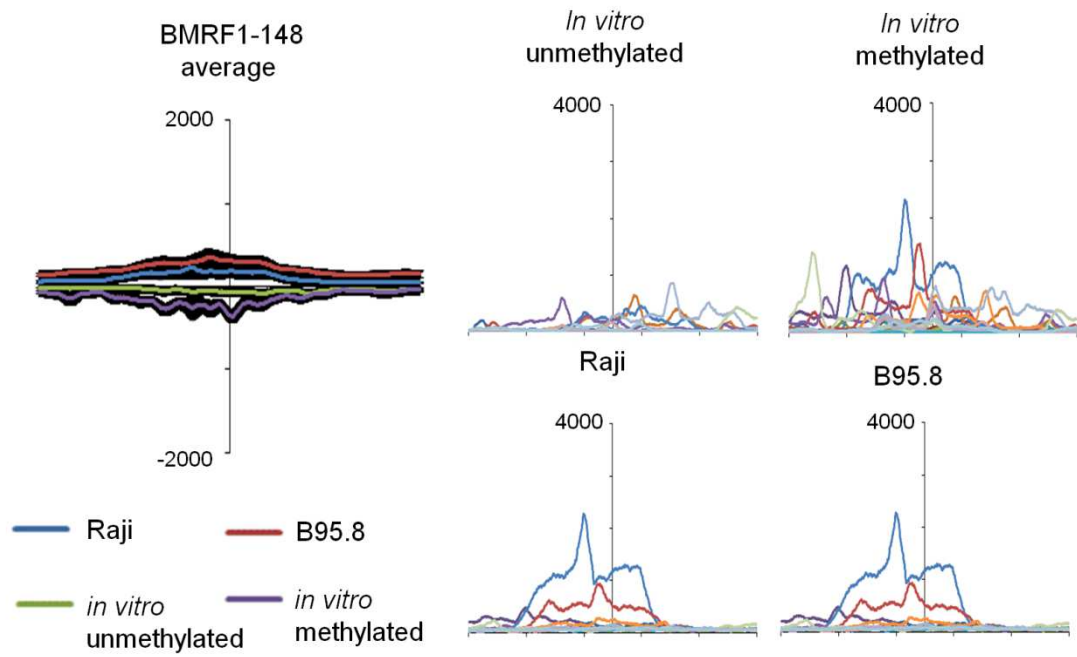 BMRF1-148
average
2000
-2000
Raji
B95.8
in vitro
unmethylated
in vitro
methylated
In vitro
unmethylated
4000
In vitro
methylated
4000
Raji
4000
B95.8
4000